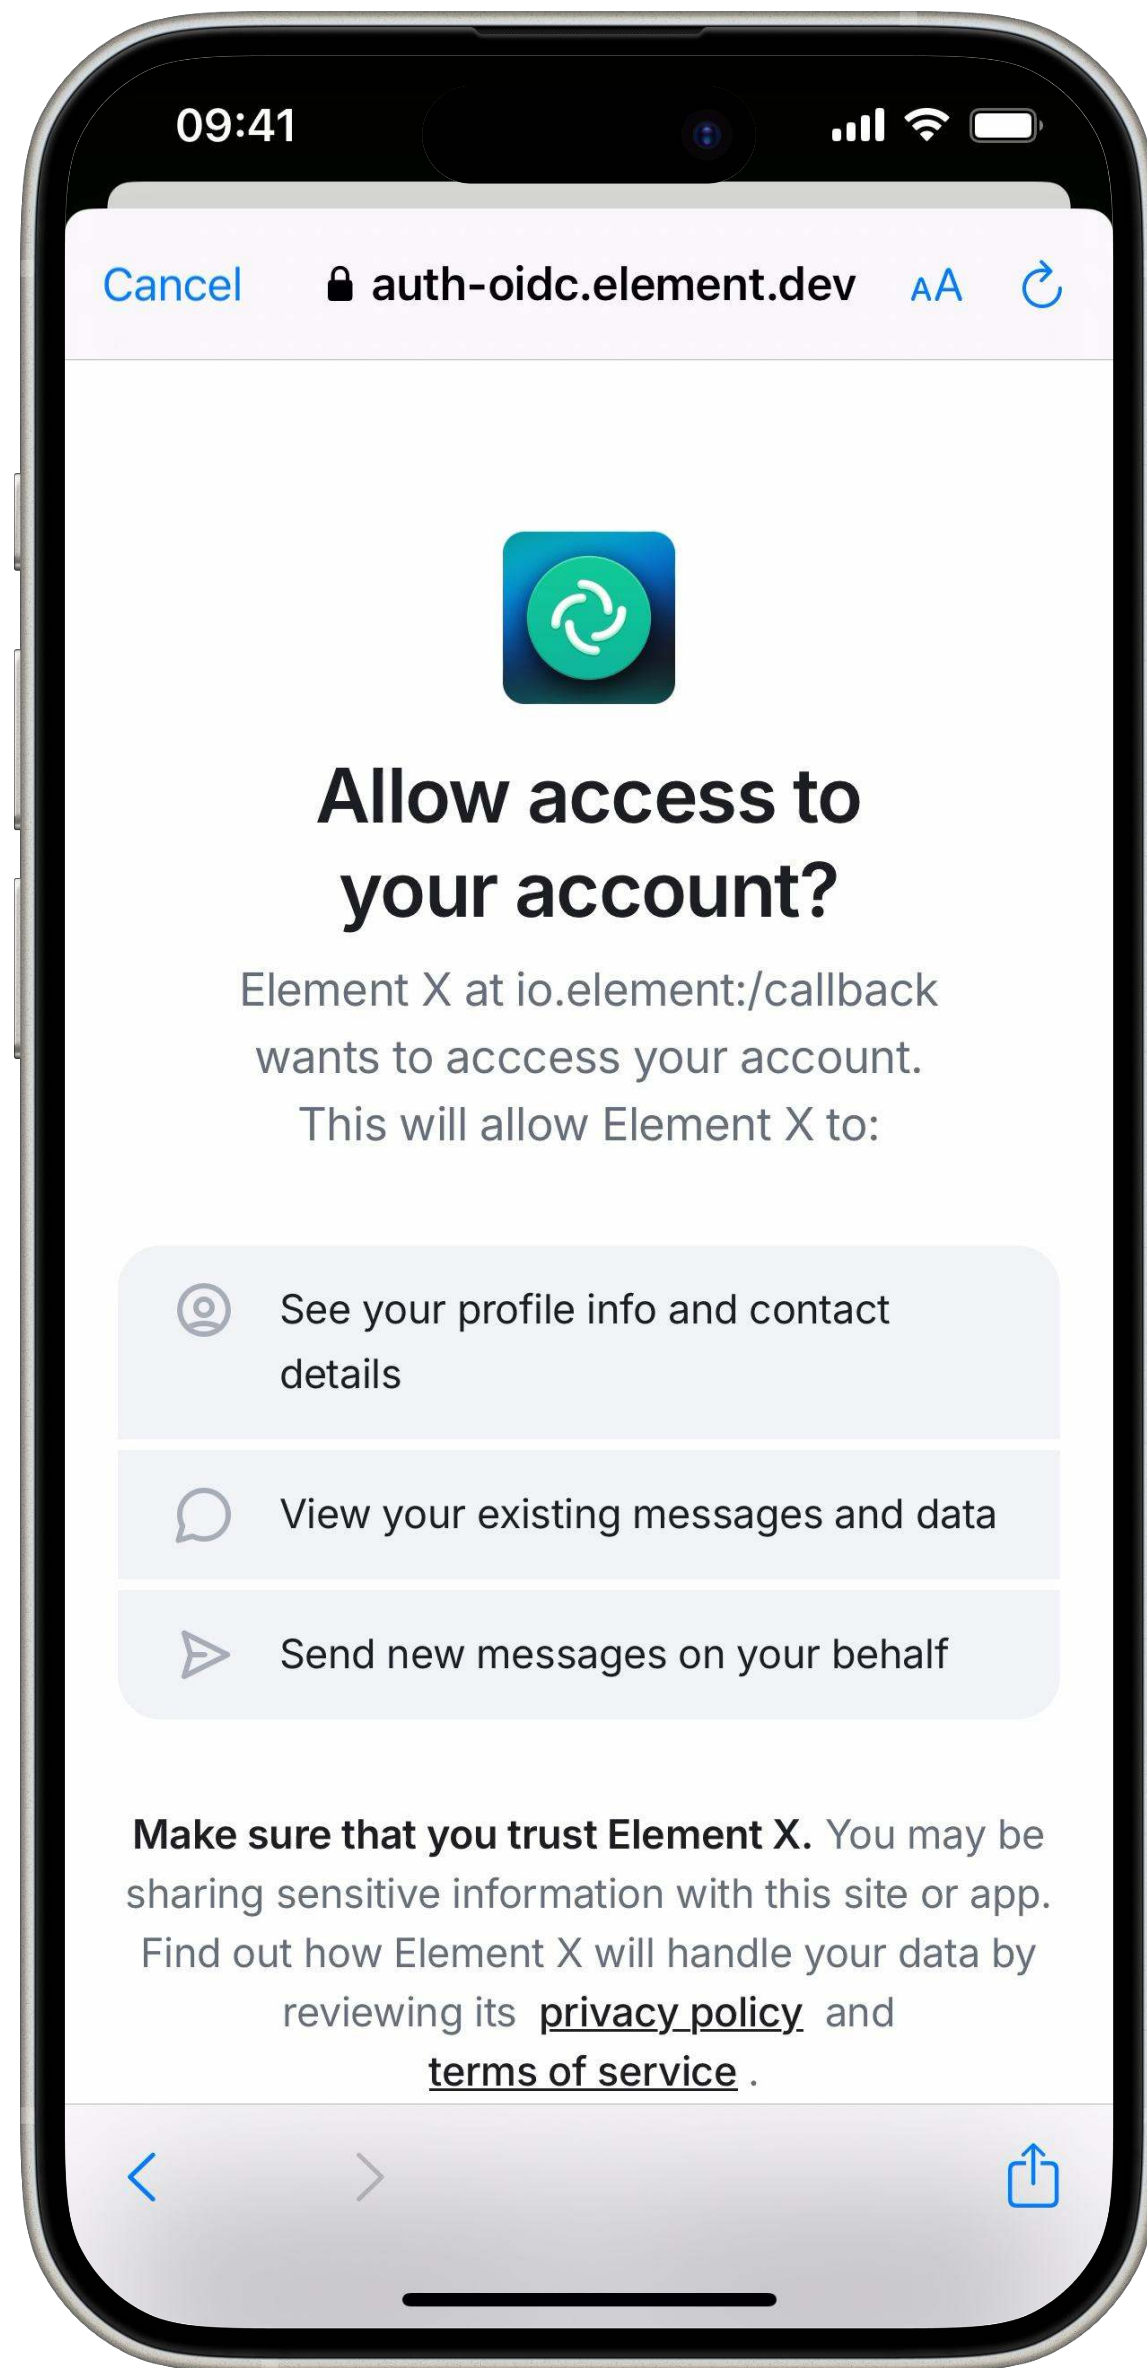 09:41
Cancel auth-oidc.element.dev AA
Allow access to
your account?
Element X at io.element:/callback
wants to acccess your account.
This will allow Element X to:
See your profile info and contact
details
View your existing messages and data
Send new messages on your behalf
Make sure that you trust Element X. You may be
sharing sensitive information with this site or app.
Find out how Element X will handle your data by
reviewing its privacy policy and
terms of service .